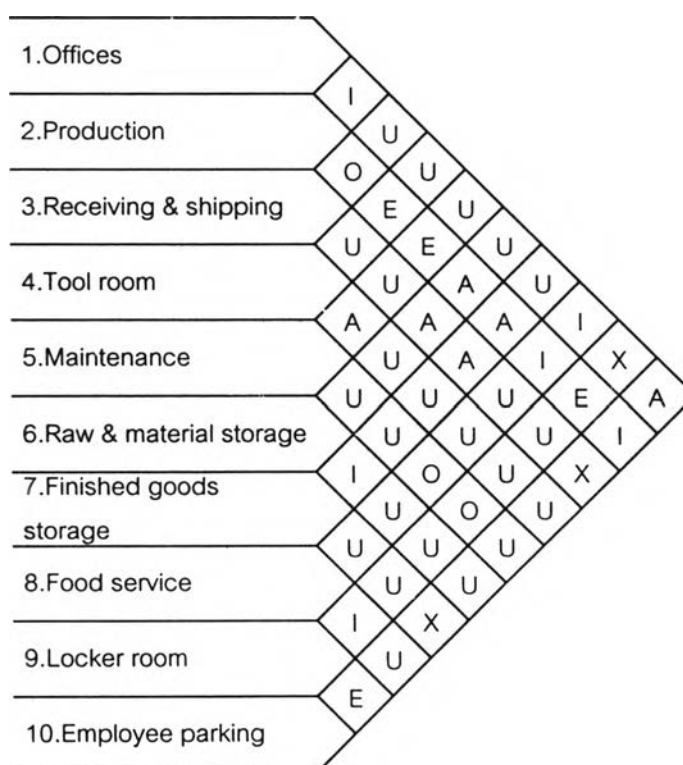 1.Offices
I
2.Production U
O U
3.Receiving & shipping E U
U E U
4.Tool room U A U
A A A I
5.Maintenance U A I X
U U U E A
6.Raw & material storage U U U I
I O U X
7.Finished goods
U O U
storage
U U U
8.Food service U U
I X
9.Locker room U
E
10.Employee parking